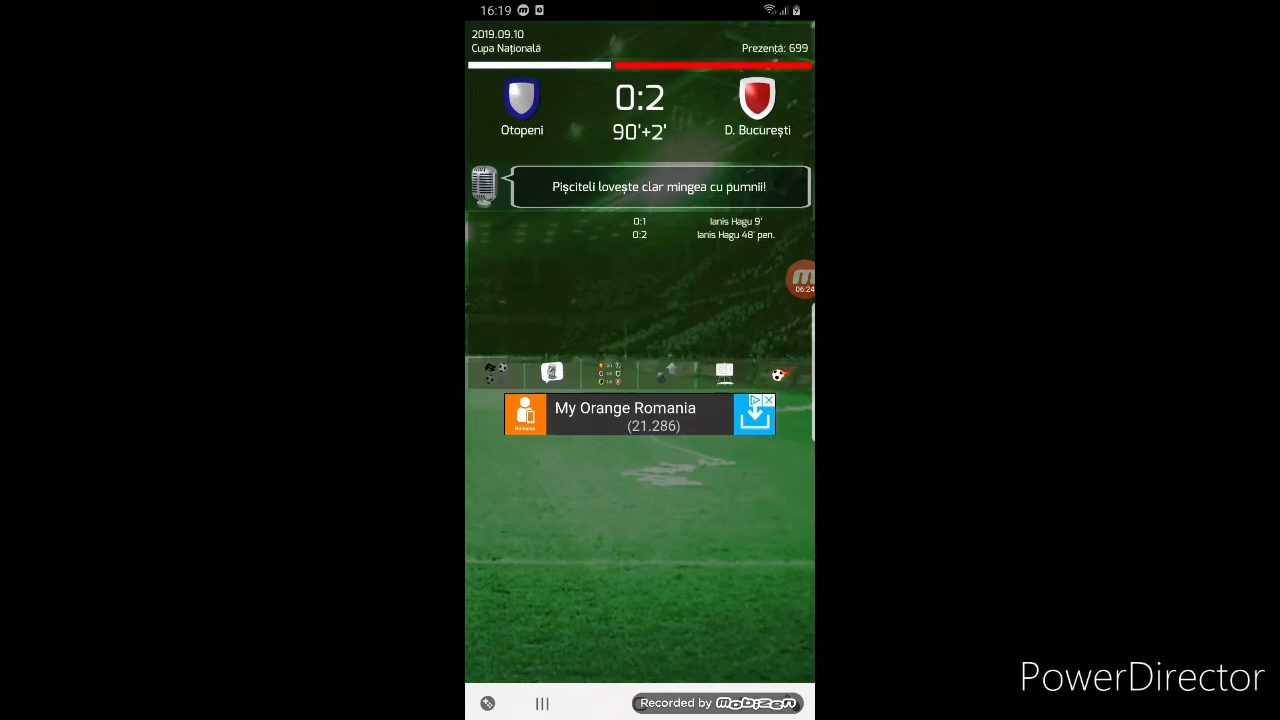 16:19
2019.09.10
Cupa Națională
Prezență: 699
0:2
Otopeni
90'+2'
D. București
Pișciteli lovește clar mingea cu pumnii!
0:1 Ianis Hagu 9'
0:2 Ianis Hagu 48' pen.
06:24
My Orange Romania
(21.286)
Romania
Recorded by mobizen
PowerDirector